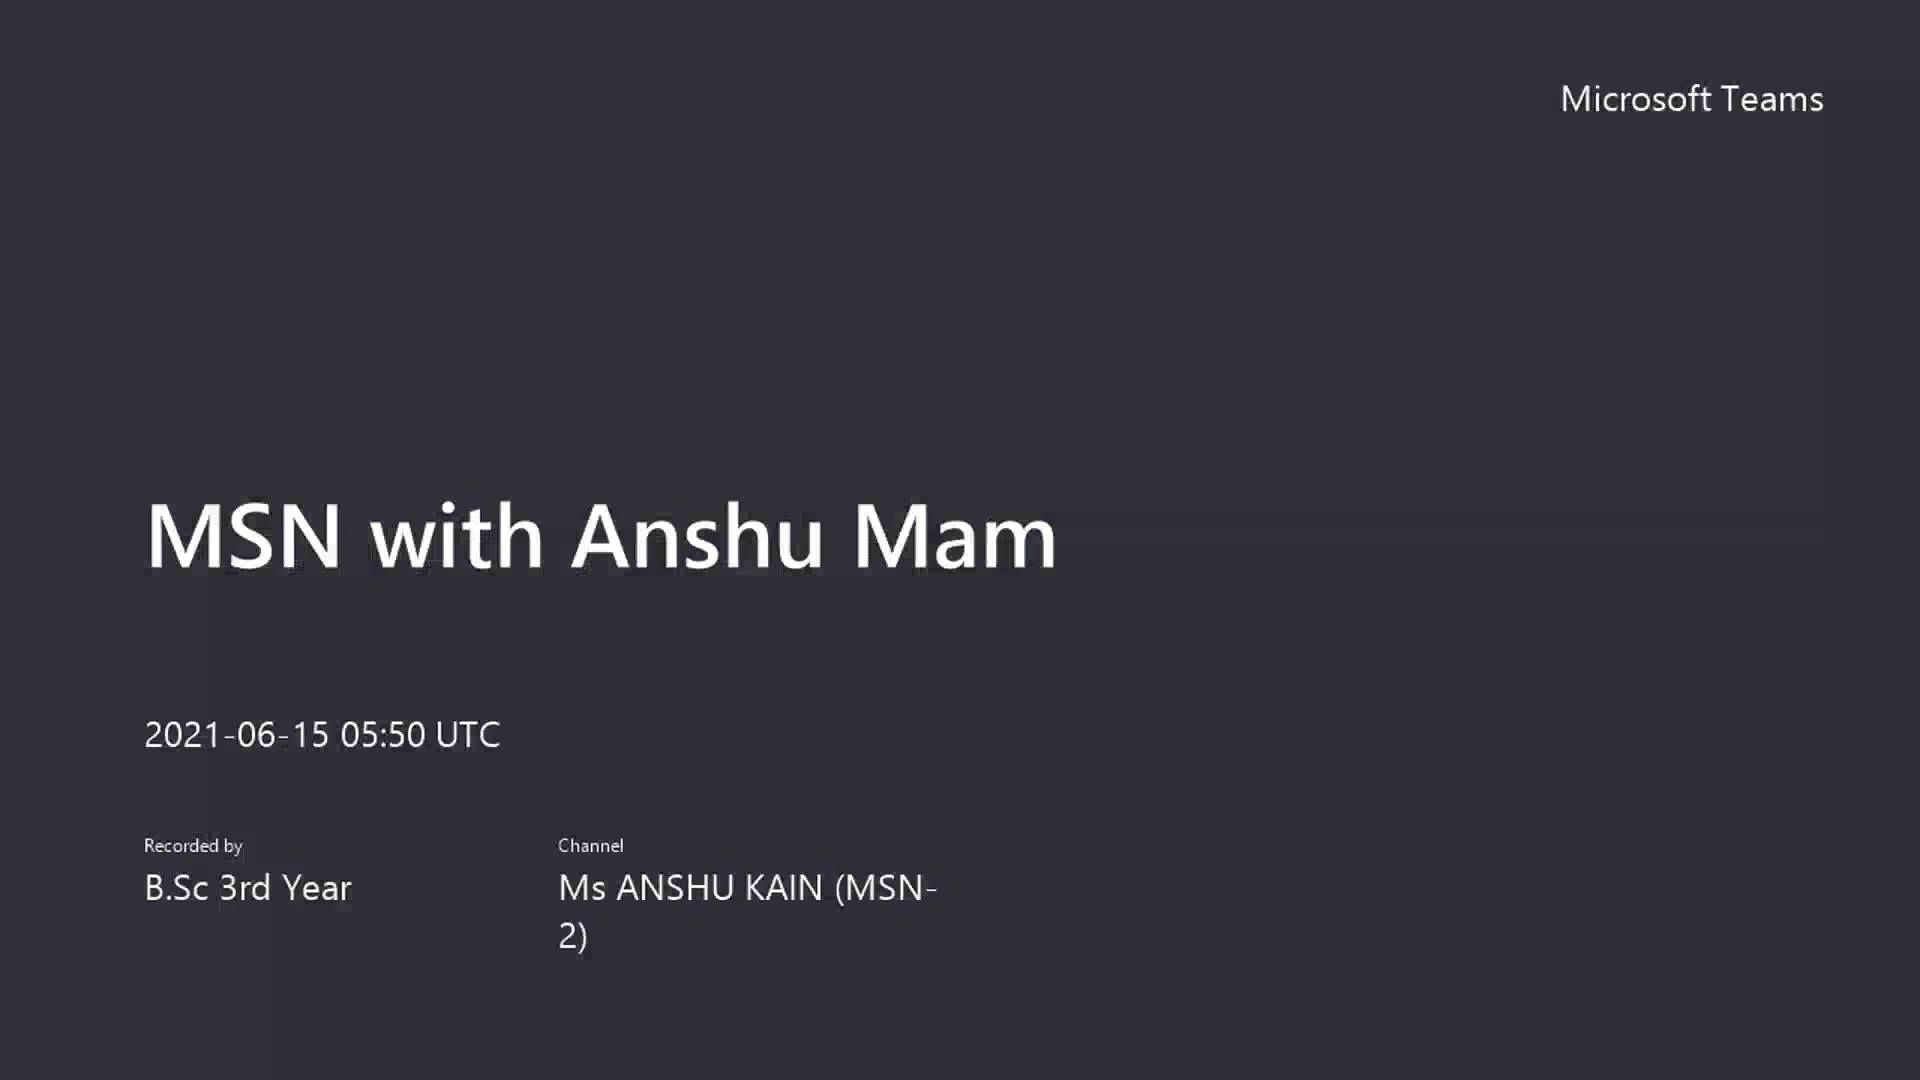 Microsoft Teams
MSN with Anshu Mam
2021-06-15 05:50 UTC
Recorded by
B.Sc 3rd Year
Channel
Ms ANSHU KAIN (MSN-
2)